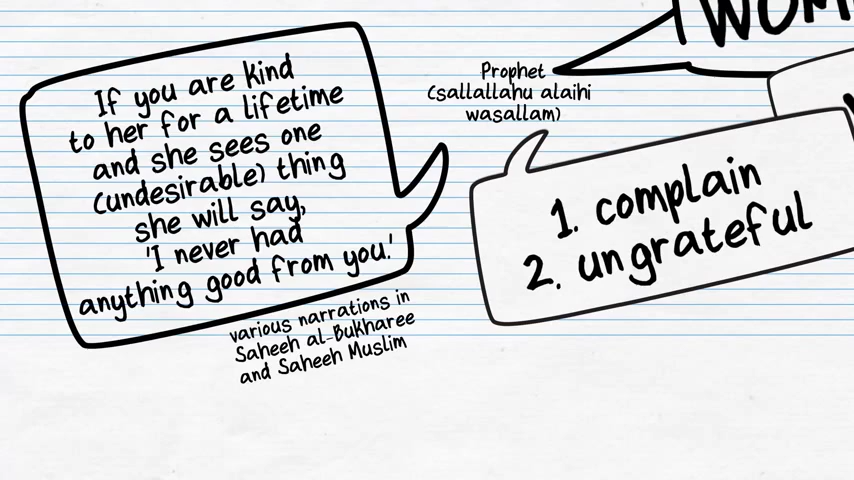 If you are kind
to her for a lifetime
and she sees one
(undesirable) thing
she will say,
'I never had
anything good from you.'
various narrations in
Saheeh al-Bukharee
and Saheeh Muslim
Prophet
(sallallahu alaihi
wasallam)
1. complain
2. ungrateful